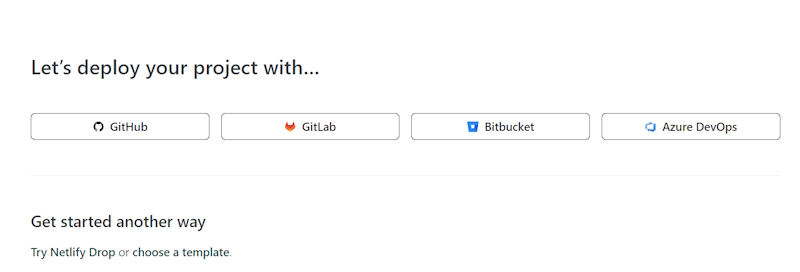 Let’s deploy your project with…
GitHub
GitLab
Bitbucket
Azure DevOps
Get started another way
Try Netlify Drop or choose a template.